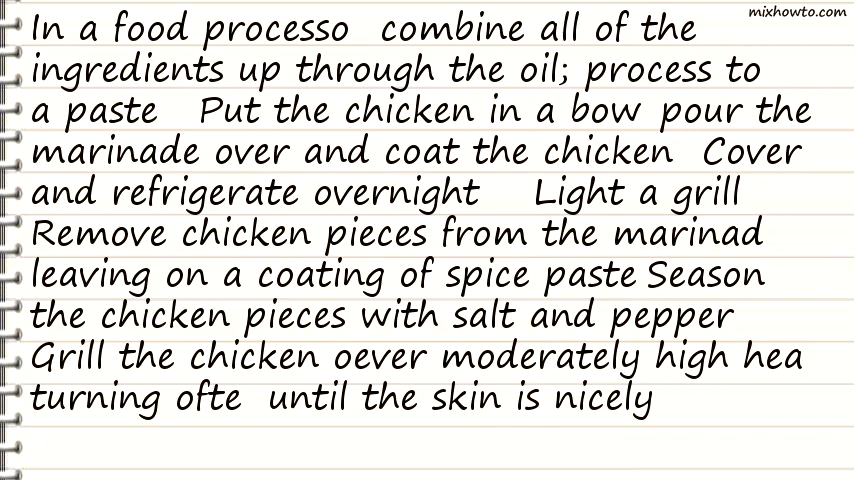 mixhowto.com
In a food processo combine all of the
ingredients up through the oil; process to
a paste Put the chicken in a bow pour the
marinade over and coat the chicken Cover
and refrigerate overnight Light a grill
Remove chicken pieces from the marinad
leaving on a coating of spice paste Season
the chicken pieces with salt and pepper
Grill the chicken oever moderately high hea
turning ofte until the skin is nicely